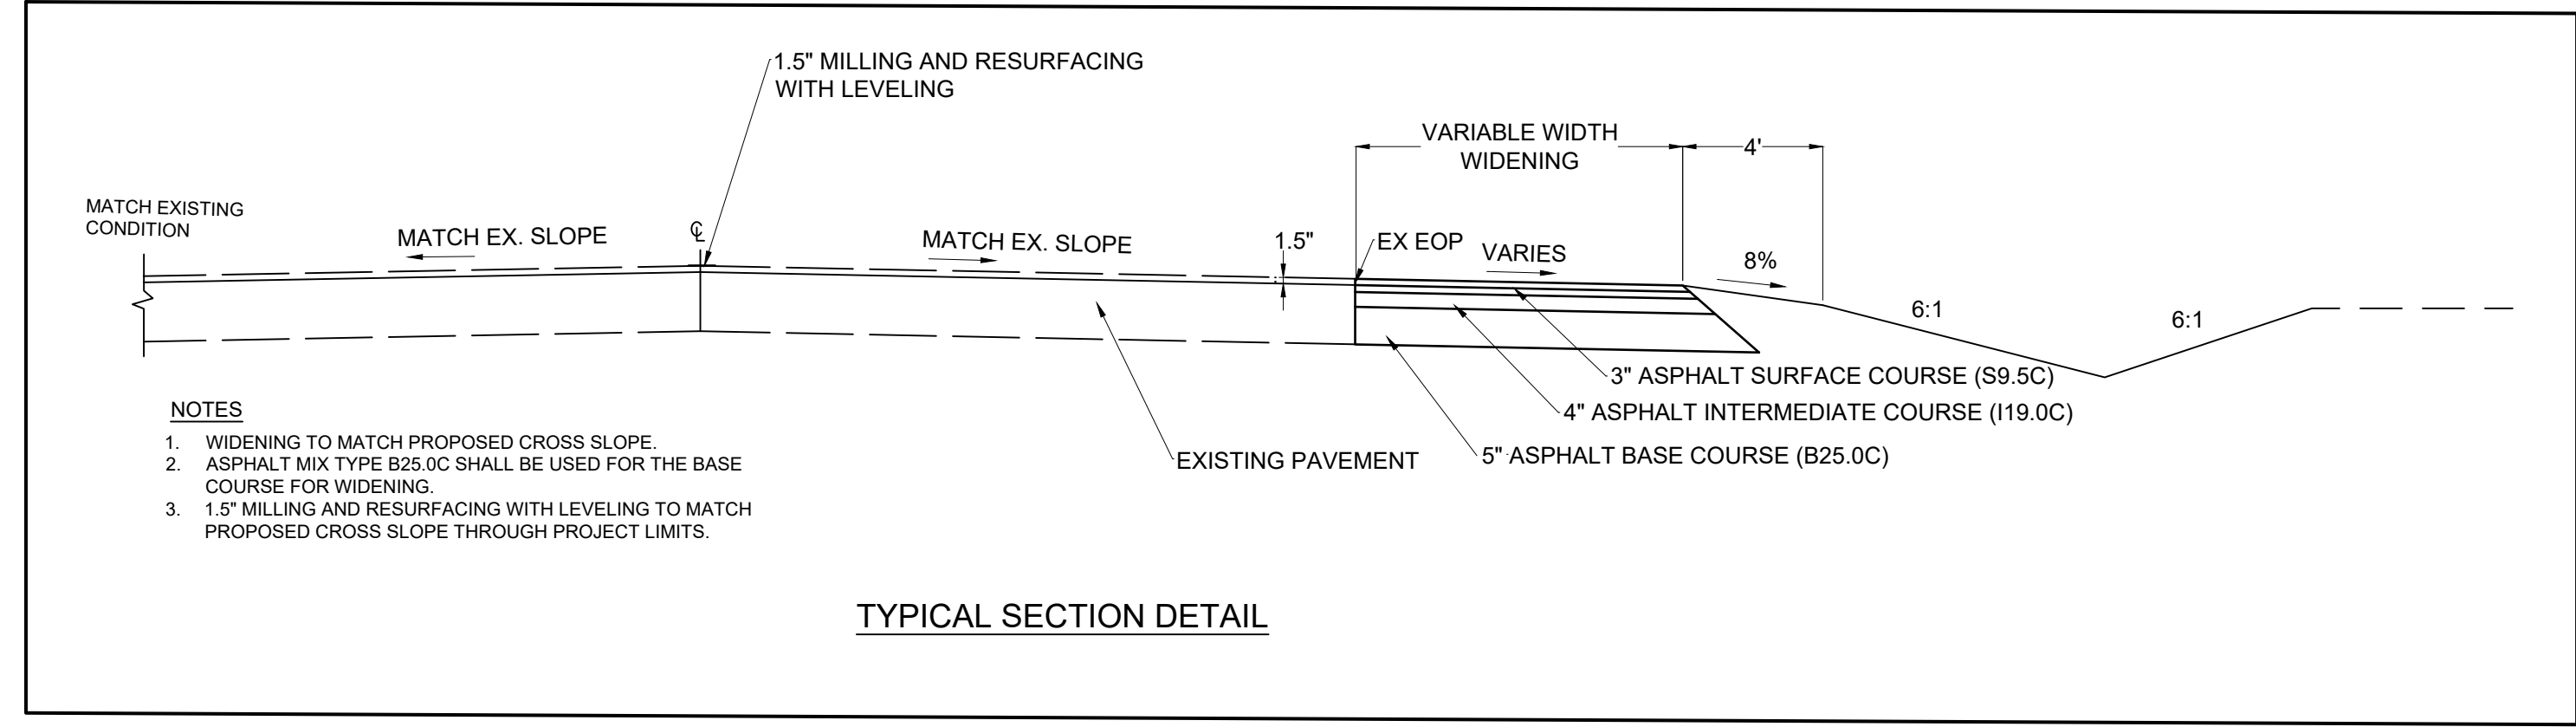 1.5" MILLING AND RESURFACING
WITH LEVELING
VARIABLE WIDTH
WIDENING
4'
MATCH EXISTING
CONDITION
MATCH EX. SLOPE
℄
MATCH EX. SLOPE
1.5"
EX EOP
VARIES
8%
6:1
6:1
3" ASPHALT SURFACE COURSE (S9.5C)
4" ASPHALT INTERMEDIATE COURSE (I19.0C)
5" ASPHALT BASE COURSE (B25.0C)
EXISTING PAVEMENT
NOTES
1. WIDENING TO MATCH PROPOSED CROSS SLOPE.
2. ASPHALT MIX TYPE B25.0C SHALL BE USED FOR THE BASE
COURSE FOR WIDENING.
3. 1.5" MILLING AND RESURFACING WITH LEVELING TO MATCH
PROPOSED CROSS SLOPE THROUGH PROJECT LIMITS.
TYPICAL SECTION DETAIL